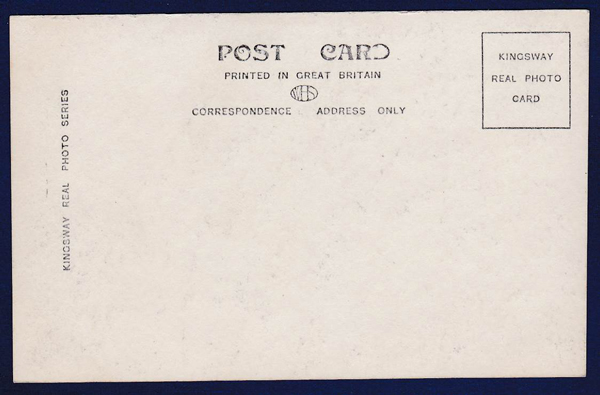 POST CARD
PRINTED IN GREAT BRITAIN
WHS
CORRESPONDENCE ADDRESS ONLY
KINGSWAY
REAL PHOTO
CARD
KINGSWAY REAL PHOTO SERIES